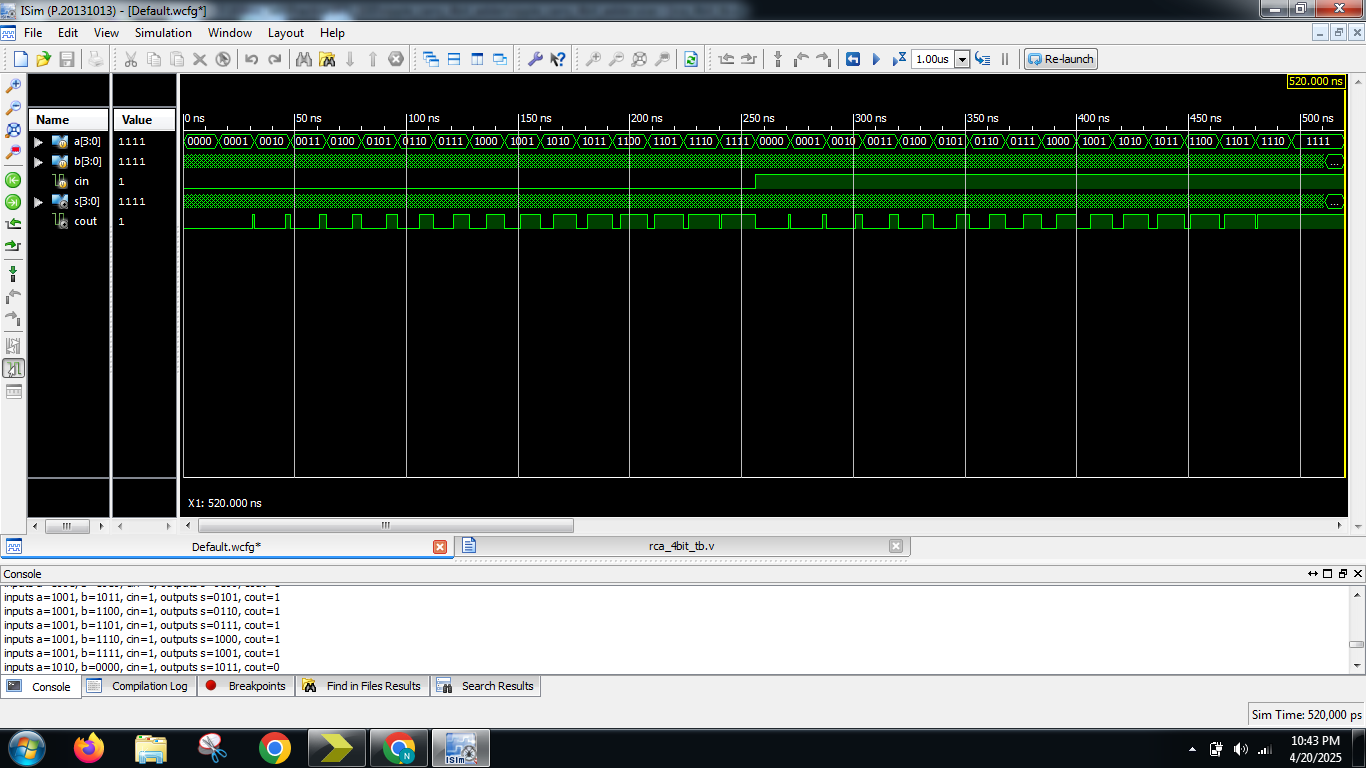 ISim (P.20131013) - [Default.wcfg*]
File Edit View Simulation Window Layout Help
1.00us Re-launch
520.000 ns
Name Value
0 ns 50 ns 100 ns 150 ns 200 ns 250 ns 300 ns 350 ns 400 ns 450 ns 500 ns
a[3:0] 1111 0000 0001 0010 0011 0100 0101 0110 0111 1000 1001 1010 1011 1100 1101 1110 1111 0000 0001 0010 0011 0100 0101 0110 0111 1000 1001 1010 1011 1100 1101 1110 1111
b[3:0] 1111 ...
cin 1
s[3:0] 1111 ...
cout 1
X1: 520.000 ns
Default.wcfg* rca_4bit_tb.v
Console
inputs a=1001, b=1011, cin=1, outputs s=0101, cout=1
inputs a=1001, b=1100, cin=1, outputs s=0110, cout=1
inputs a=1001, b=1101, cin=1, outputs s=0111, cout=1
inputs a=1001, b=1110, cin=1, outputs s=1000, cout=1
inputs a=1001, b=1111, cin=1, outputs s=1001, cout=1
inputs a=1010, b=0000, cin=1, outputs s=1011, cout=0
Console Compilation Log Breakpoints Find in Files Results Search Results
Sim Time: 520,000 ps
N ISim
10:43 PM
4/20/2025